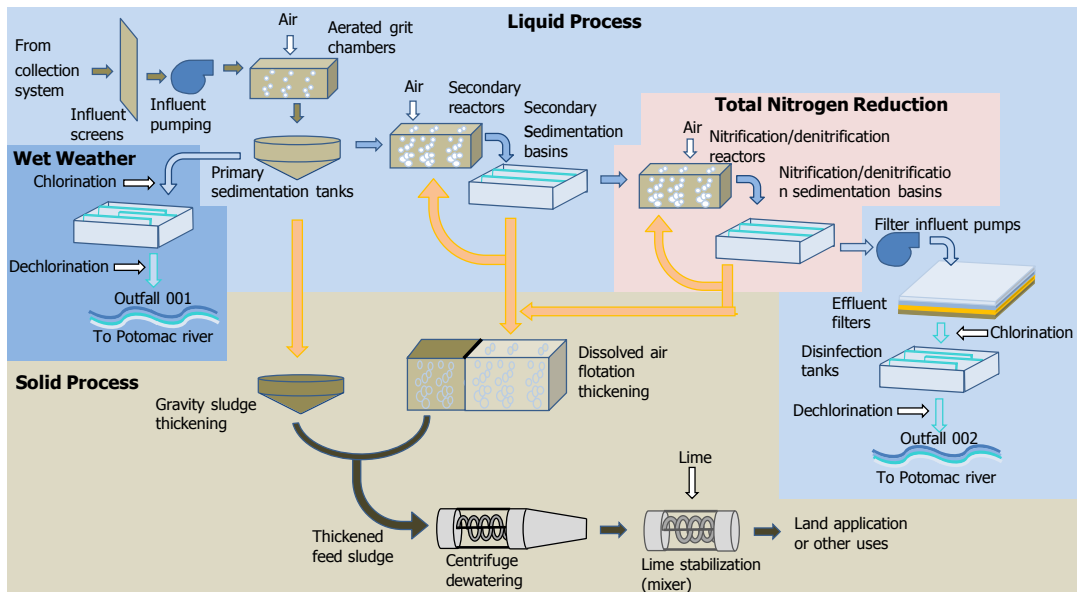 Liquid Process
From
collection
system
Influent
screens
Influent
pumping
Air
Aerated grit
chambers
Primary
sedimentation tanks
Air
Secondary
reactors
Secondary
Sedimentation
basins
Total Nitrogen Reduction
Air
Nitrification/denitrification
reactors
Nitrification/denitrificatio
n sedimentation basins
Filter influent pumps
Effluent
filters
Chlorination
Disinfection
tanks
Dechlorination
Outfall 002
To Potomac river
Wet Weather
Chlorination
Dechlorination
Outfall 001
To Potomac river
Solid Process
Gravity sludge
thickening
Dissolved air
flotation
thickening
Thickened
feed sludge
Centrifuge
dewatering
Lime
Lime stabilization
(mixer)
Land application
or other uses